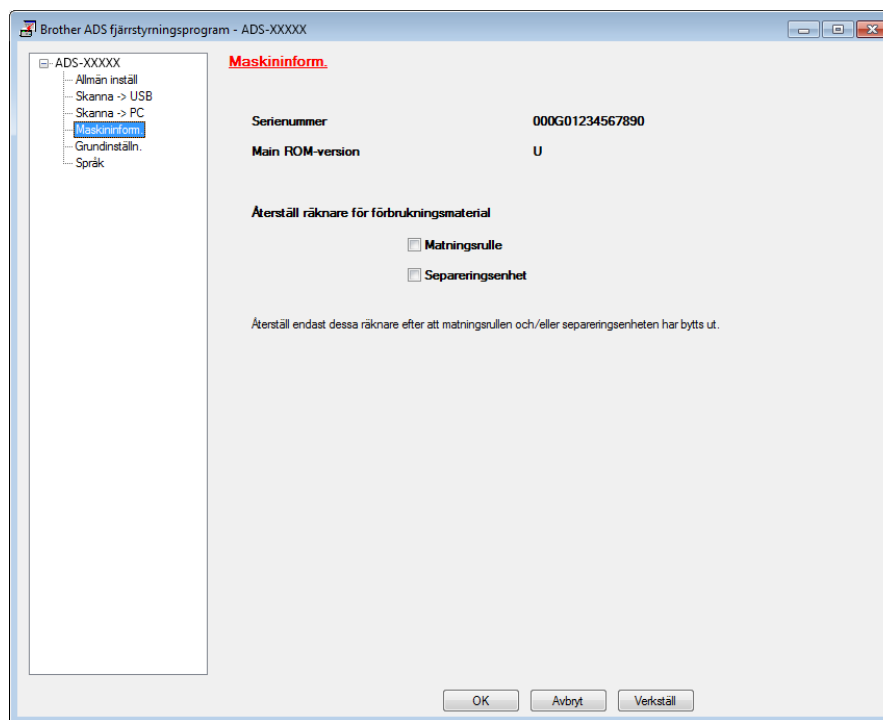 Brother ADS fjärrstyrningsprogram - ADS-XXXXX
ADS-XXXXX
Allmän inställ
Skanna -> USB
Skanna -> PC
Maskininform.
Grundinställn.
Språk
Maskininform.
Serienummer 000G01234567890
Main ROM-version U
Återställ räknare för förbrukningsmaterial
Matningsrulle
Separeringsenhet
Återställ endast dessa räknare efter att matningsrullen och/eller separeringsenheten har bytts ut.
OK Avbryt Verkställ